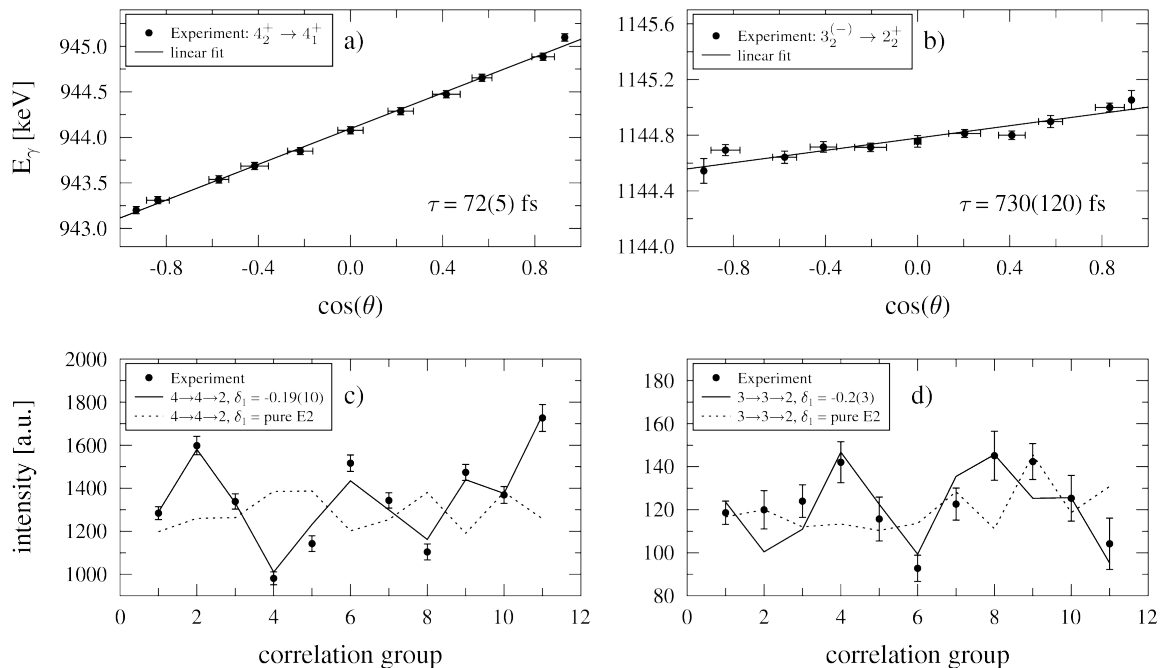 Experiment: 4₂⁺ → 4₁⁺
linear fit
a)
945.0
944.5
944.0
943.5
943.0
E_γ [keV]
τ = 72(5) fs
-0.8 -0.4 0.0 0.4 0.8
cos(θ)
Experiment: 3₂⁽⁻⁾ → 2₂⁺
linear fit
b)
1145.6
1145.2
1144.8
1144.4
1144.0
τ = 730(120) fs
-0.8 -0.4 0.0 0.4 0.8
cos(θ)
Experiment
4→4→2, δ₁ = -0.19(10)
4→4→2, δ₁ = pure E2
c)
2000
1800
1600
1400
1200
1000
intensity [a.u.]
0 2 4 6 8 10 12
correlation group
Experiment
3→3→2, δ₁ = -0.2(3)
3→3→2, δ₁ = pure E2
d)
180
160
140
120
100
80
0 2 4 6 8 10 12
correlation group